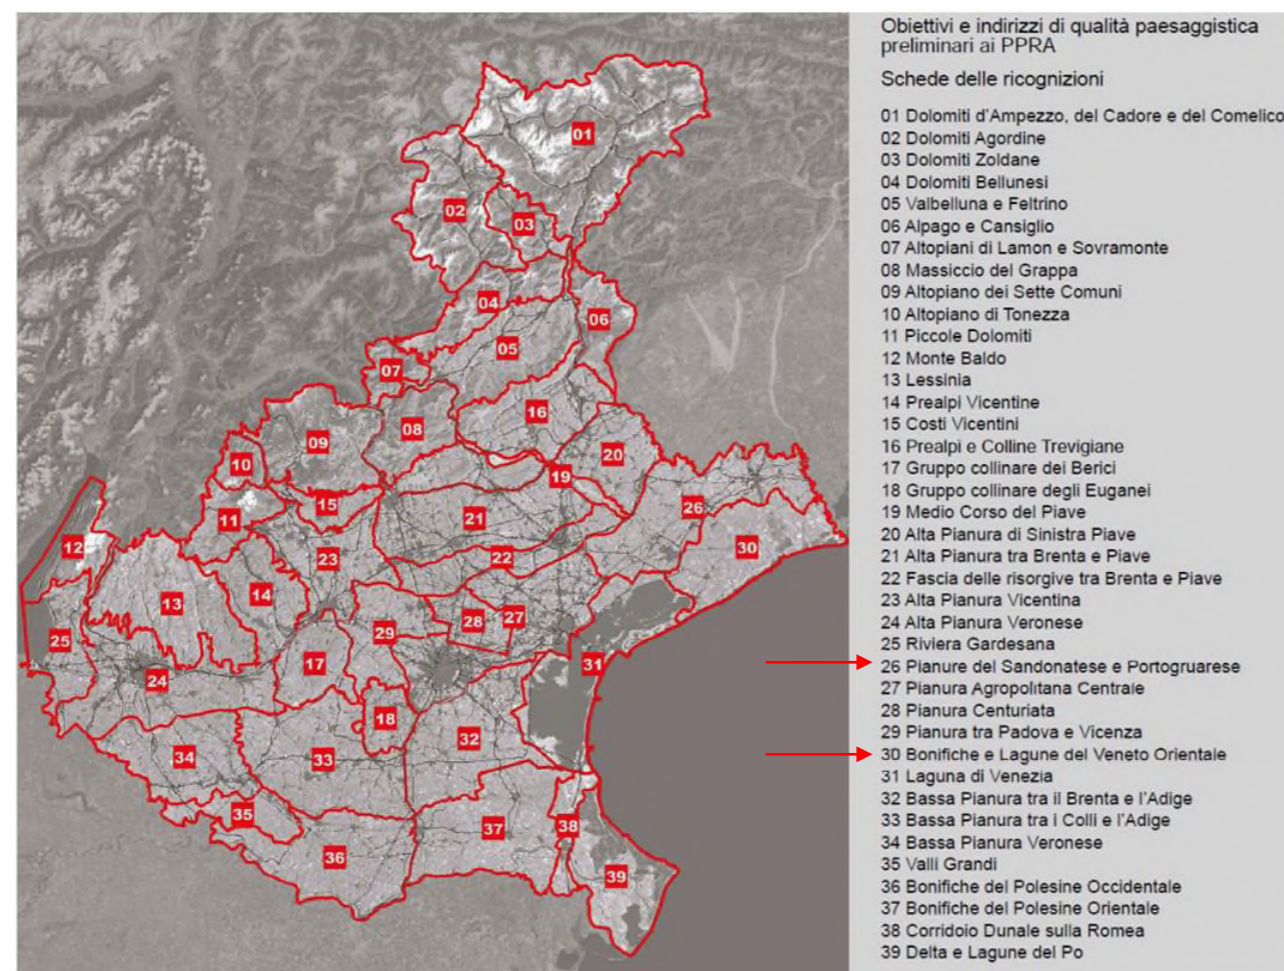 Obiettivi e indirizzi di qualità paesaggistica
preliminari ai PPRA
Schede delle ricognizioni
01 Dolomiti d'Ampezzo, del Cadore e del Comelico
02 Dolomiti Agordine
03 Dolomiti Zoldane
04 Dolomiti Bellunesi
05 Valbelluna e Feltrino
06 Alpago e Cansiglio
07 Altopiani di Lamon e Sovramonte
08 Massiccio del Grappa
09 Altopiano dei Sette Comuni
10 Altopiano di Tonezza
11 Piccole Dolomiti
12 Monte Baldo
13 Lessinia
14 Prealpi Vicentine
15 Costi Vicentini
16 Prealpi e Colline Trevigiane
17 Gruppo collinare dei Berici
18 Gruppo collinare degli Euganei
19 Medio Corso del Piave
20 Alta Pianura di Sinistra Piave
21 Alta Pianura tra Brenta e Piave
22 Fascia delle risorgive tra Brenta e Piave
23 Alta Pianura Vicentina
24 Alta Pianura Veronese
25 Riviera Gardesana
26 Pianure del Sandonatese e Portogruarese
27 Pianura Agropolitana Centrale
28 Pianura Centuriata
29 Pianura tra Padova e Vicenza
30 Bonifiche e Lagune del Veneto Orientale
31 Laguna di Venezia
32 Bassa Pianura tra il Brenta e l'Adige
33 Bassa Pianura tra i Colli e l'Adige
34 Bassa Pianura Veronese
35 Valli Grandi
36 Bonifiche del Polesine Occidentale
37 Bonifiche del Polesine Orientale
38 Corridoio Dunale sulla Romea
39 Delta e Lagune del Po
01
02
03
04
06
05
07
16
08
09
20
10
19
15
26
21
11
30
12
23
22
14
13
28
27
29
25
31
17
24
18
32
34
33
35
38
37
36
39